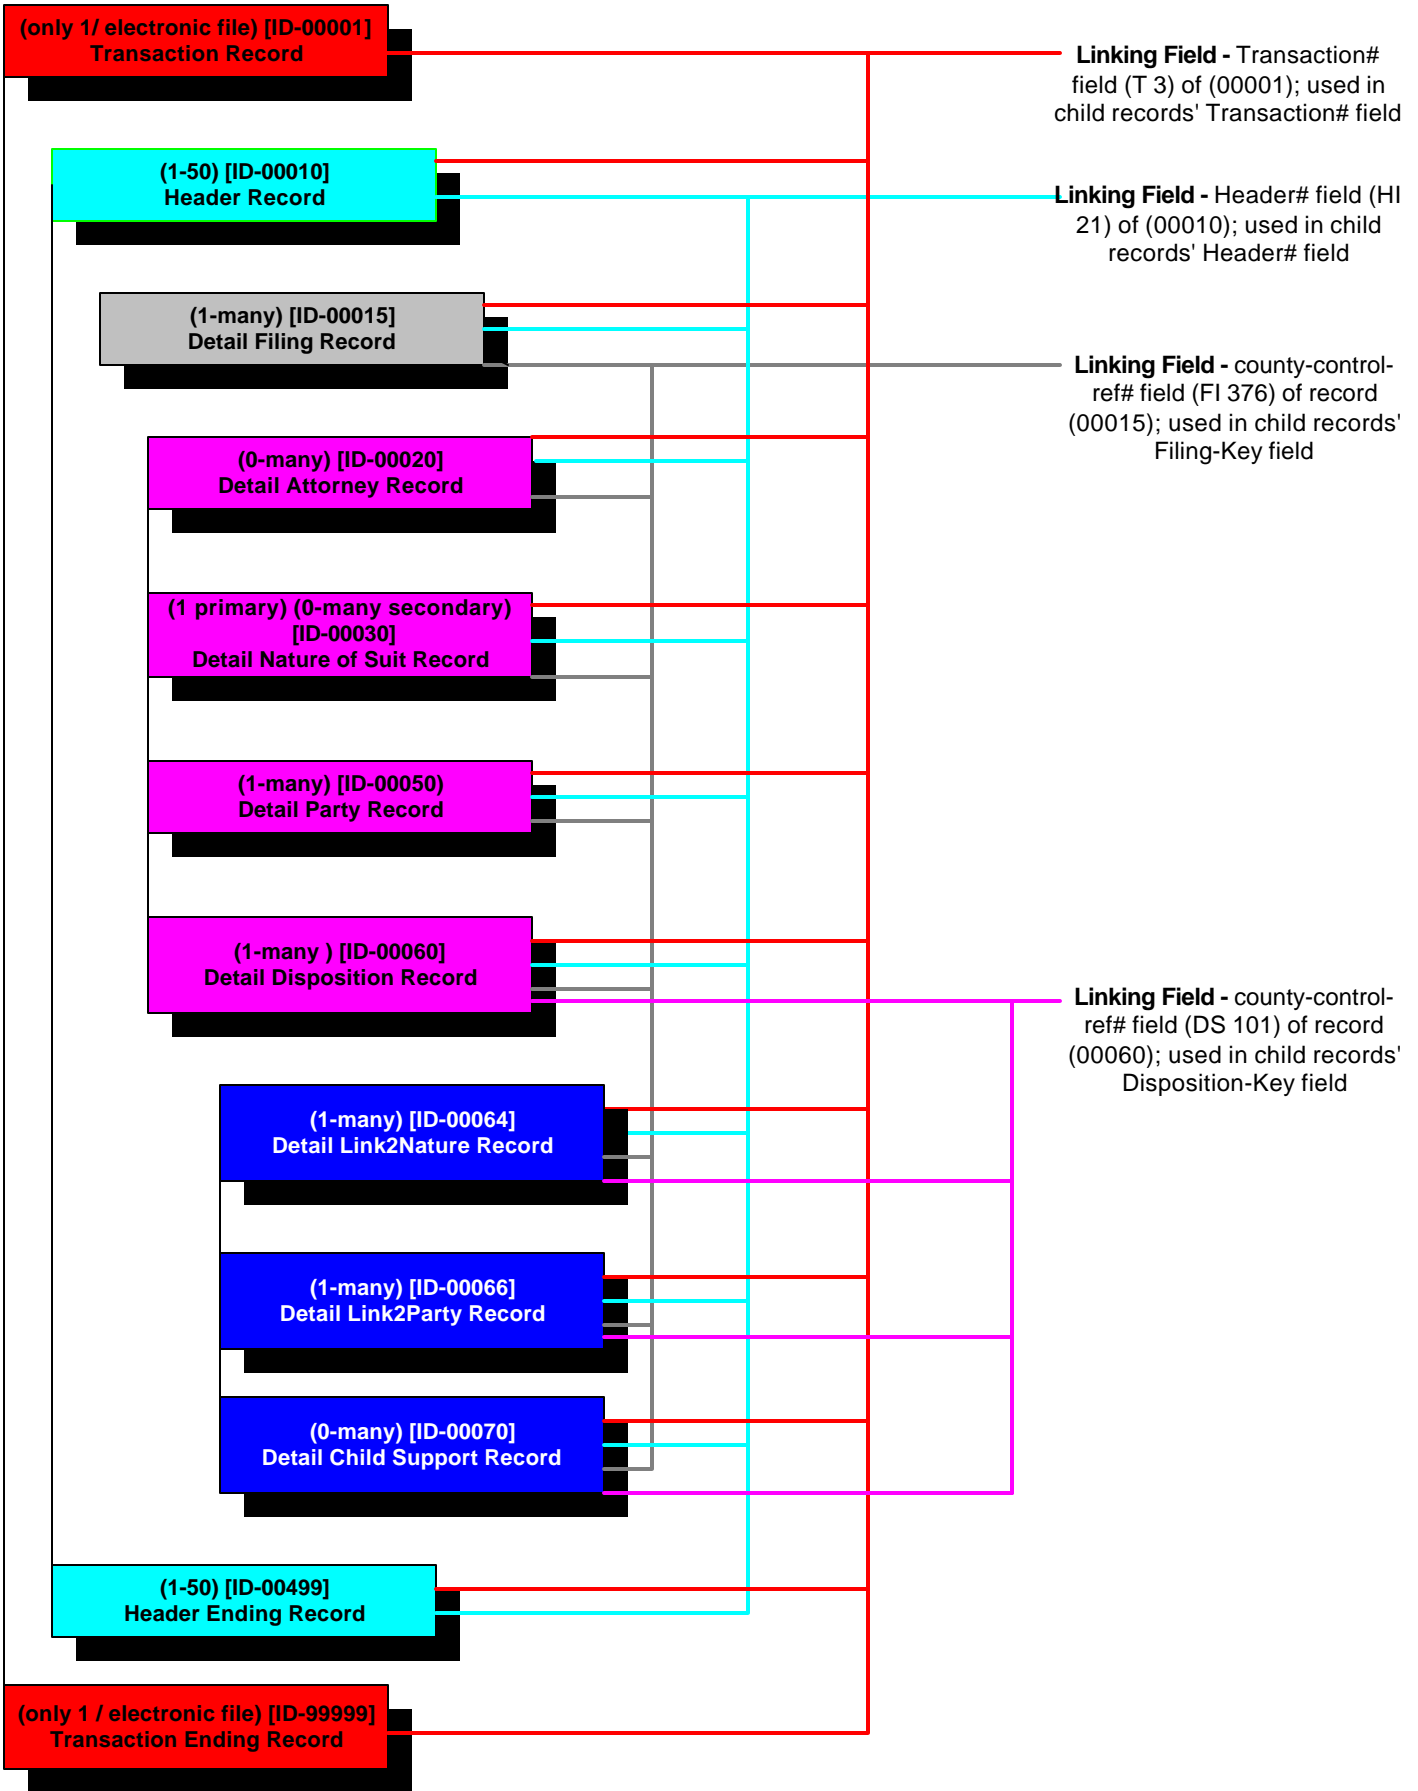 (only 1/ electronic file) [ID-00001]
Transaction Record
Linking Field - Transaction#
field (T 3) of (00001); used in
child records' Transaction# field
(1-50) [ID-00010]
Header Record
Linking Field - Header# field (HI
21) of (00010); used in child
records' Header# field
(1-many) [ID-00015]
Detail Filing Record
Linking Field - county-control-
ref# field (FI 376) of record
(00015); used in child records'
Filing-Key field
(0-many) [ID-00020]
Detail Attorney Record
(1 primary) (0-many secondary)
[ID-00030]
Detail Nature of Suit Record
(1-many) [ID-00050)
Detail Party Record
(1-many ) [ID-00060]
Detail Disposition Record
Linking Field - county-control-
ref# field (DS 101) of record
(00060); used in child records'
Disposition-Key field
(1-many) [ID-00064]
Detail Link2Nature Record
(1-many) [ID-00066]
Detail Link2Party Record
(0-many) [ID-00070]
Detail Child Support Record
(1-50) [ID-00499]
Header Ending Record
(only 1 / electronic file) [ID-99999]
Transaction Ending Record